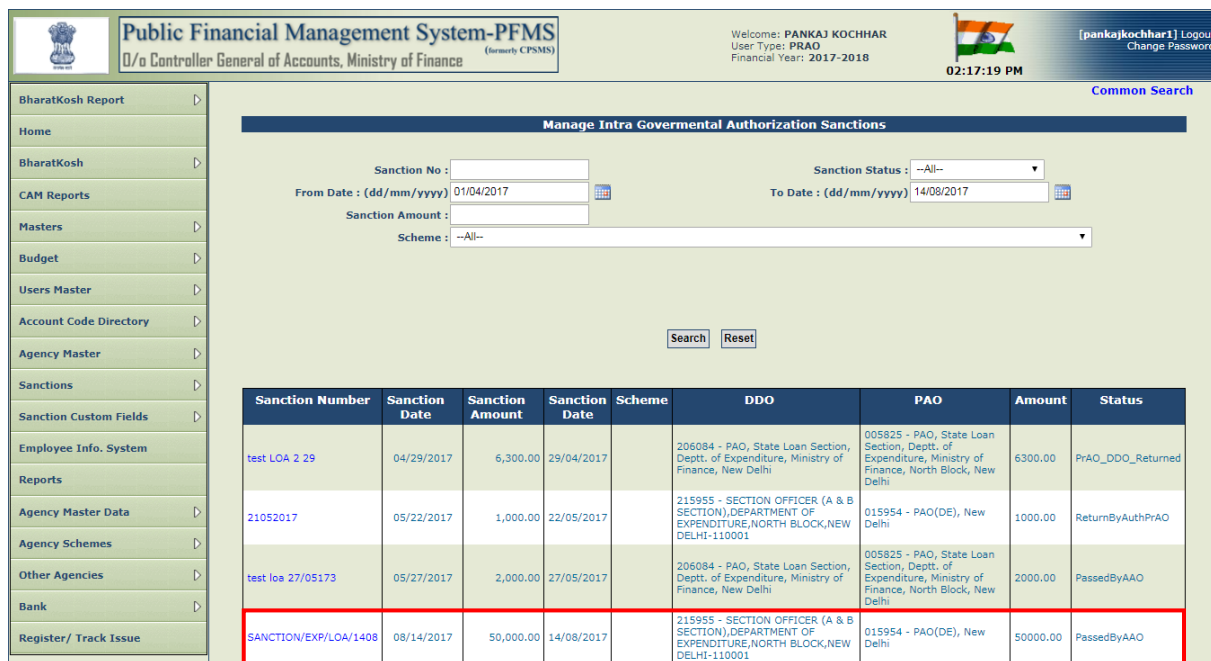 Public Financial Management System-PFMS
(formerly CPSMS)
O/o Controller General of Accounts, Ministry of Finance
Welcome: PANKAJ KOCHHAR
User Type: PRAO
Financial Year: 2017-2018
02:17:19 PM
[pankajkochhar1] Logou
Change Password
Common Search
BharatKosh Report
Home
BharatKosh
CAM Reports
Masters
Budget
Users Master
Account Code Directory
Agency Master
Sanctions
Sanction Custom Fields
Employee Info. System
Reports
Agency Master Data
Agency Schemes
Other Agencies
Bank
Register/ Track Issue
Manage Intra Govermental Authorization Sanctions
Sanction No :
Sanction Status : --All--
From Date : (dd/mm/yyyy) 01/04/2017
To Date : (dd/mm/yyyy) 14/08/2017
Sanction Amount :
Scheme : --All--
Search Reset
Sanction Number Sanction Date Sanction Amount Sanction Date Scheme DDO PAO Amount Status
test LOA 2 29 04/29/2017 6,300.00 29/04/2017
206084 - PAO, State Loan Section,
Deptt. of Expenditure, Ministry of
Finance, New Delhi
005825 - PAO, State Loan
Section, Deptt. of
Expenditure, Ministry of
Finance, North Block, New
Delhi
6300.00 PrAO_DDO_Returned
21052017 05/22/2017 1,000.00 22/05/2017
215955 - SECTION OFFICER (A & B
SECTION),DEPARTMENT OF
EXPENDITURE,NORTH BLOCK,NEW
DELHI-110001
015954 - PAO(DE), New
Delhi
1000.00 ReturnByAuthPrAO
test loa 27/05173 05/27/2017 2,000.00 27/05/2017
206084 - PAO, State Loan Section,
Deptt. of Expenditure, Ministry of
Finance, New Delhi
005825 - PAO, State Loan
Section, Deptt. of
Expenditure, Ministry of
Finance, North Block, New
Delhi
2000.00 PassedByAAO
SANCTION/EXP/LOA/1408 08/14/2017 50,000.00 14/08/2017
215955 - SECTION OFFICER (A & B
SECTION),DEPARTMENT OF
EXPENDITURE,NORTH BLOCK,NEW
DELHI-110001
015954 - PAO(DE), New
Delhi
50000.00 PassedByAAO